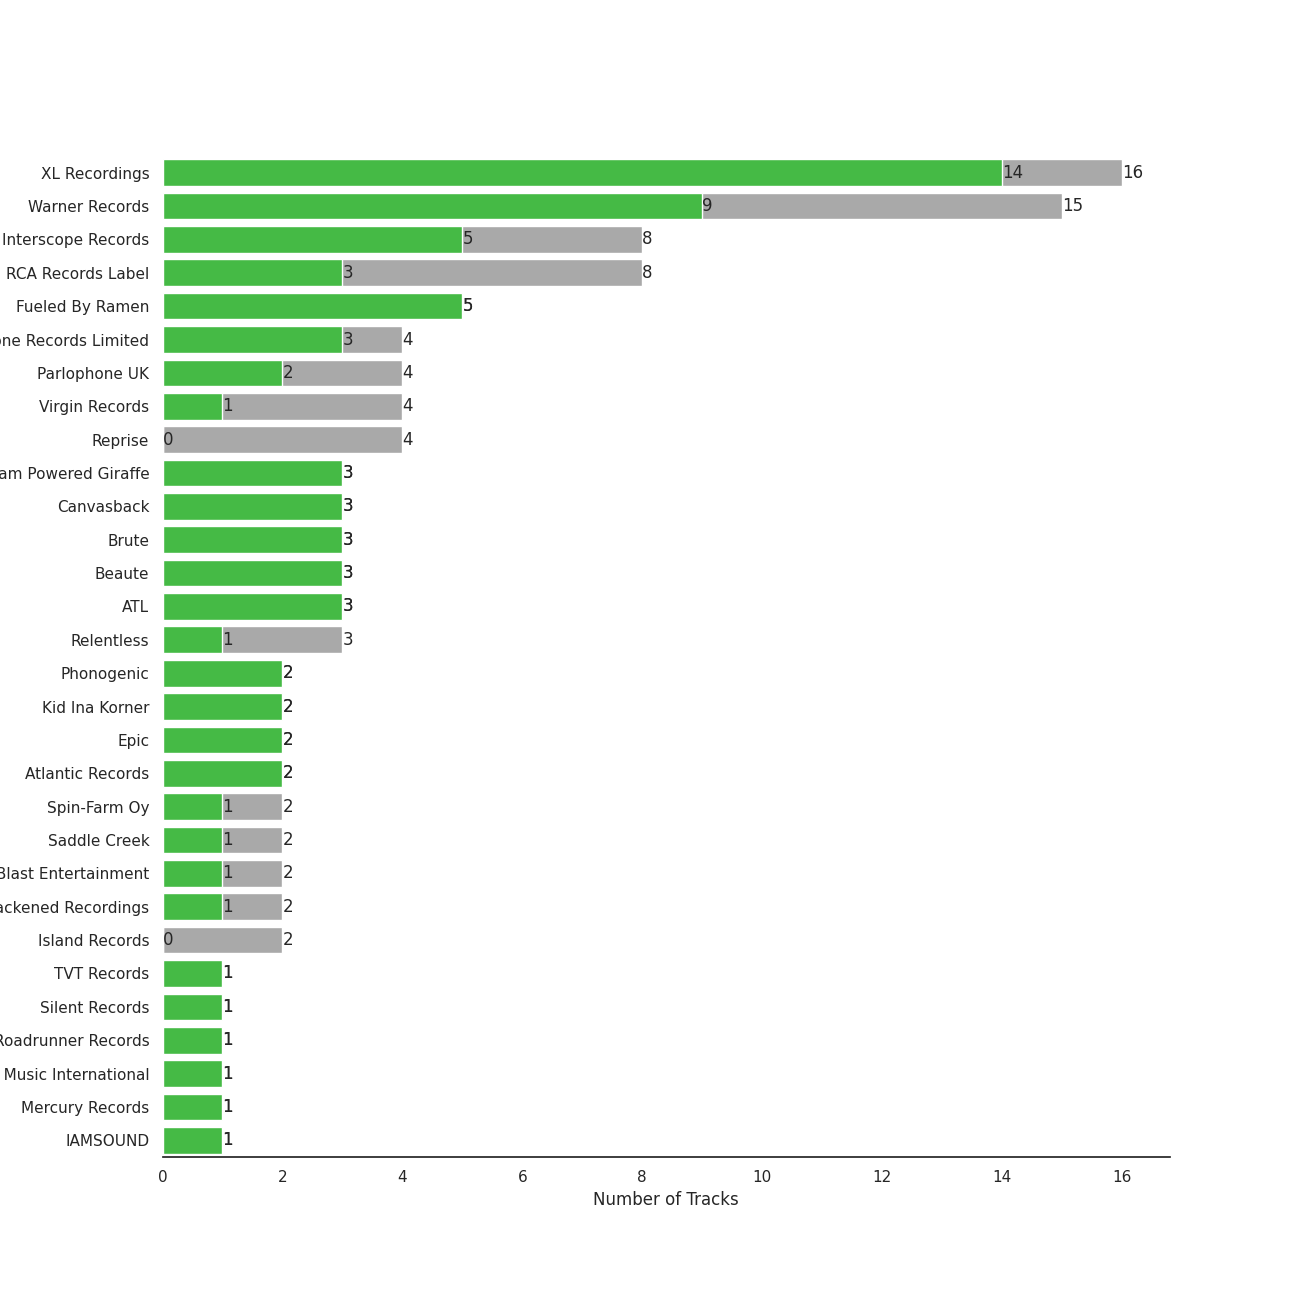 XL Recordings 14 16
Warner Records 9 15
Interscope Records 5 8
RCA Records Label 3 8
Fueled By Ramen 5
Records Limited 3 4
Parlophone UK 2 4
Virgin Records 1 4
Reprise 0 4
Powered Giraffe 3
Canvasback 3
Brute 3
Beaute 3
ATL 3
Relentless 1 3
Phonogenic 2
Kid Ina Korner 2
Epic 2
Atlantic Records 2
Spin-Farm Oy 1 2
Saddle Creek 1 2
Blast Entertainment 1 2
Recordings 1 2
Island Records 0 2
TVT Records 1
Silent Records 1
Roadrunner Records 1
Music International 1
Mercury Records 1
IAMSOUND 1
0 2 4 6 8 10 12 14 16
Number of Tracks